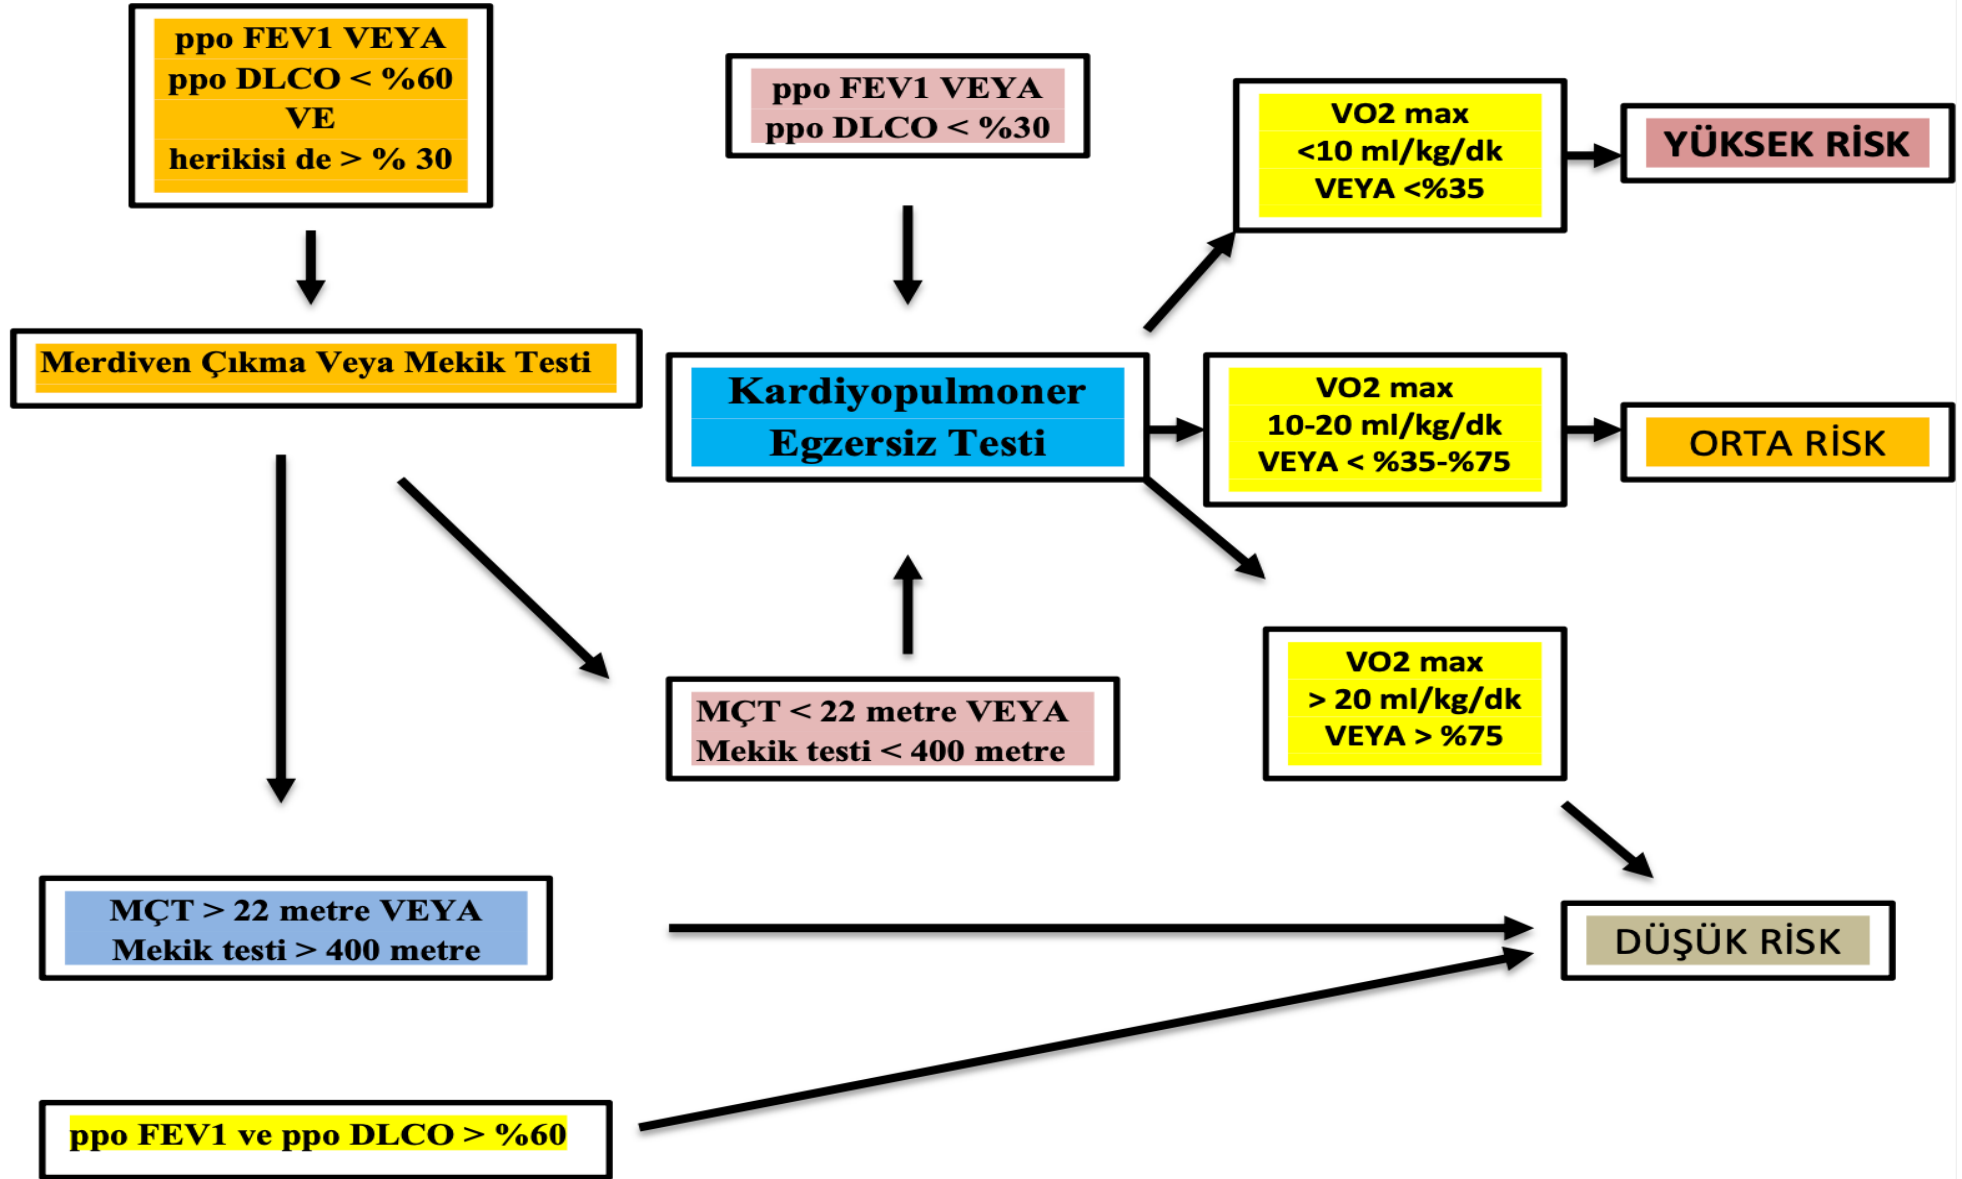 ppo FEV1 VEYA
ppo DLCO < %60
VE
herikisi de > % 30
ppo FEV1 VEYA
ppo DLCO < %30
VO2 max
<10 ml/kg/dk
VEYA <%35
YÜKSEK RİSK
Merdiven Çıkma Veya Mekik Testi
Kardiyopulmoner
Egzersiz Testi
VO2 max
10-20 ml/kg/dk
VEYA < %35-%75
ORTA RİSK
MÇT < 22 metre VEYA
Mekik testi < 400 metre
VO2 max
> 20 ml/kg/dk
VEYA > %75
MÇT > 22 metre VEYA
Mekik testi > 400 metre
DÜŞÜK RİSK
ppo FEV1 ve ppo DLCO > %60